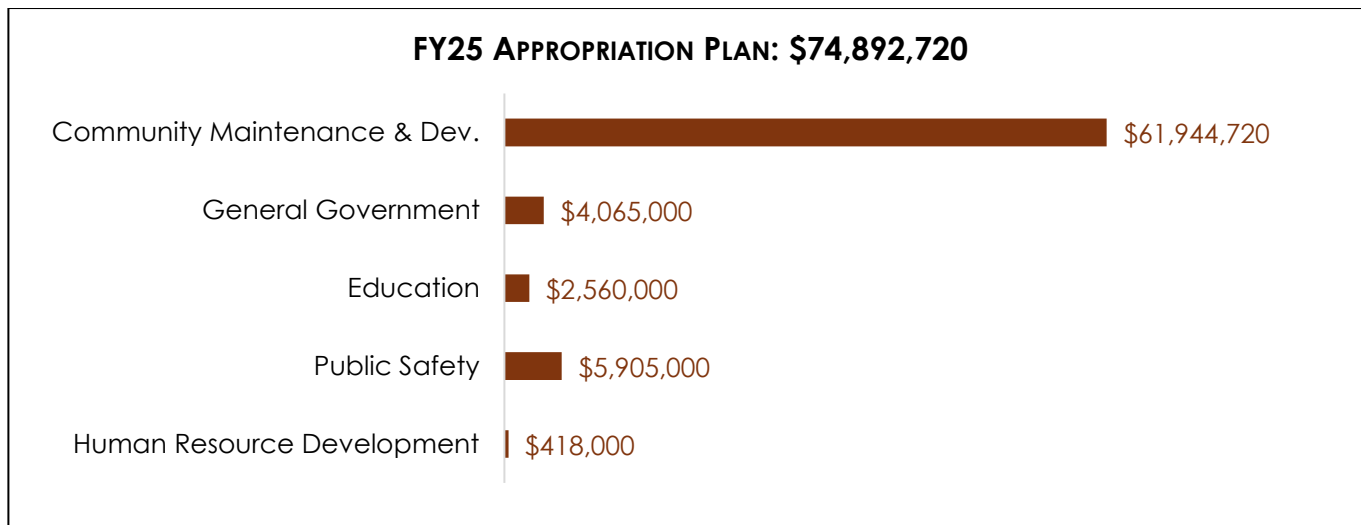 FY25 Appropriation Plan: $74,892,720
Community Maintenance & Dev. $61,944,720
General Government $4,065,000
Education $2,560,000
Public Safety $5,905,000
Human Resource Development $418,000